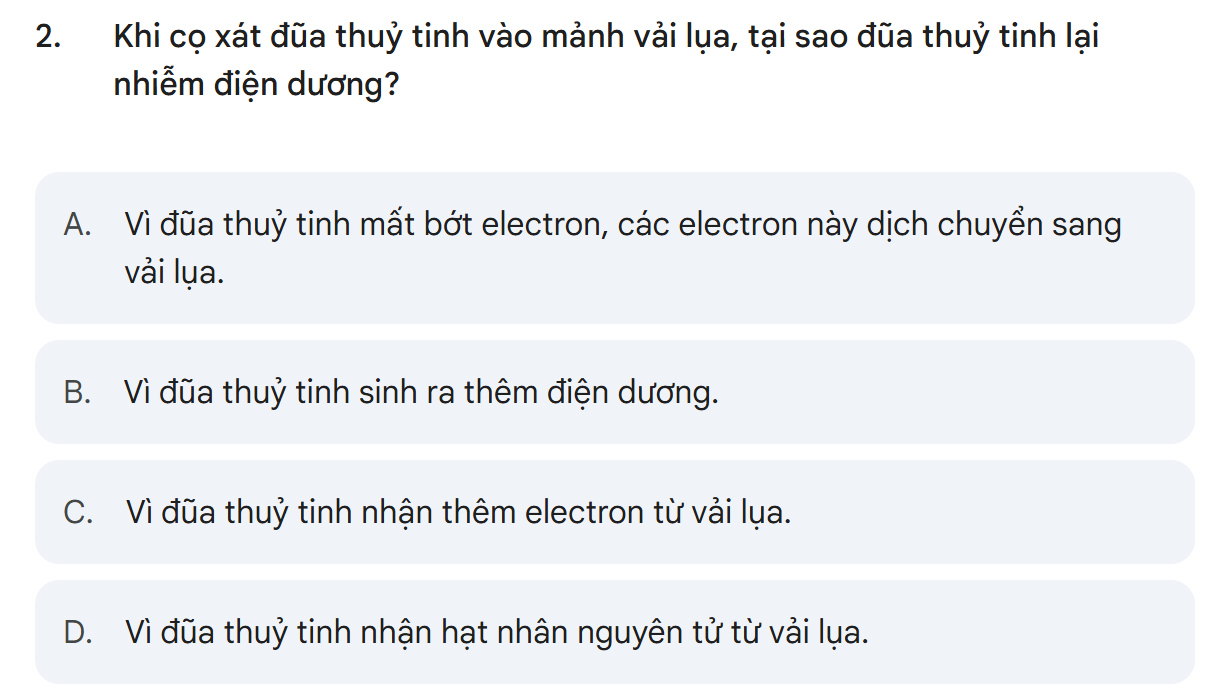 2. Khi cọ xát đũa thuỷ tinh vào mảnh vải lụa, tại sao đũa thuỷ tinh lại
nhiễm điện dương?
A. Vì đũa thuỷ tinh mất bớt electron, các electron này dịch chuyển sang
vải lụa.
B. Vì đũa thuỷ tinh sinh ra thêm điện dương.
C. Vì đũa thuỷ tinh nhận thêm electron từ vải lụa.
D. Vì đũa thuỷ tinh nhận hạt nhân nguyên tử từ vải lụa.